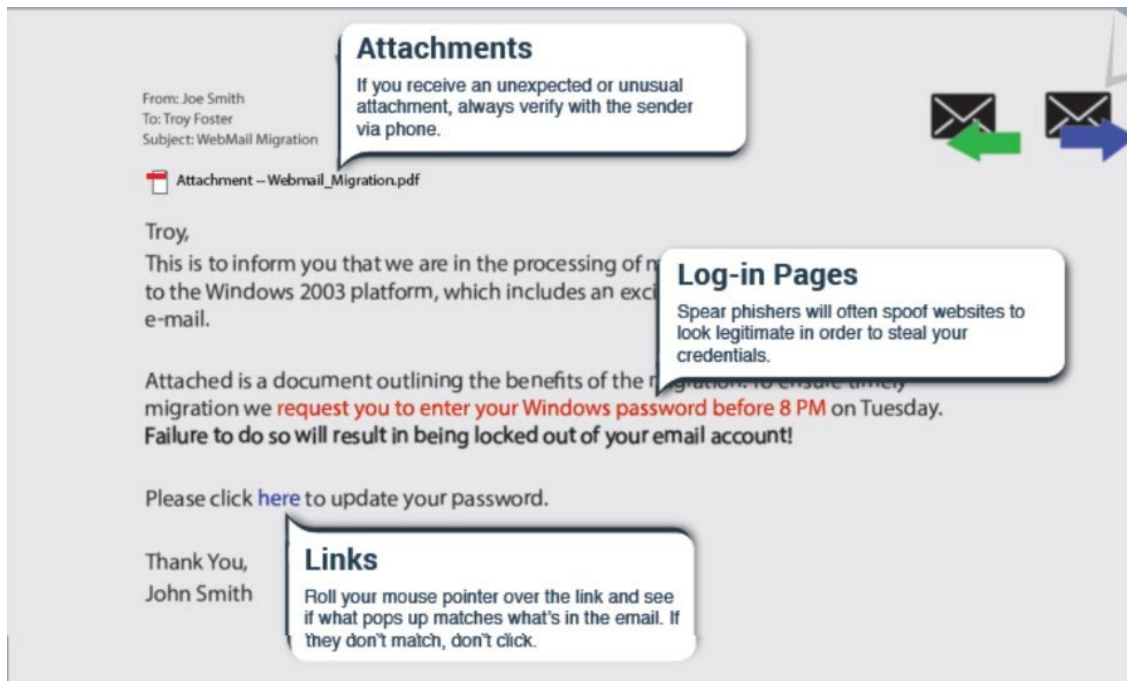 Attachments
If you receive an unexpected or unusual
attachment, always verify with the sender
via phone.
From: Joe Smith
To: Troy Foster
Subject: WebMail Migration
Attachment – Webmail_Migration.pdf
Troy,
This is to inform you that we are in the processing of
to the Windows 2003 platform, which includes an
e-mail.
Log-in Pages
Spear phishers will often spoof websites to
look legitimate in order to steal your
credentials.
Attached is a document outlining the benefits of the migration. To ensure timely
migration we request you to enter your Windows password before 8 PM on Tuesday.
Failure to do so will result in being locked out of your email account!
Please click here to update your password.
Thank You,
John Smith
Links
Roll your mouse pointer over the link and see
if what pops up matches what's in the email. If
they don't match, don't click.